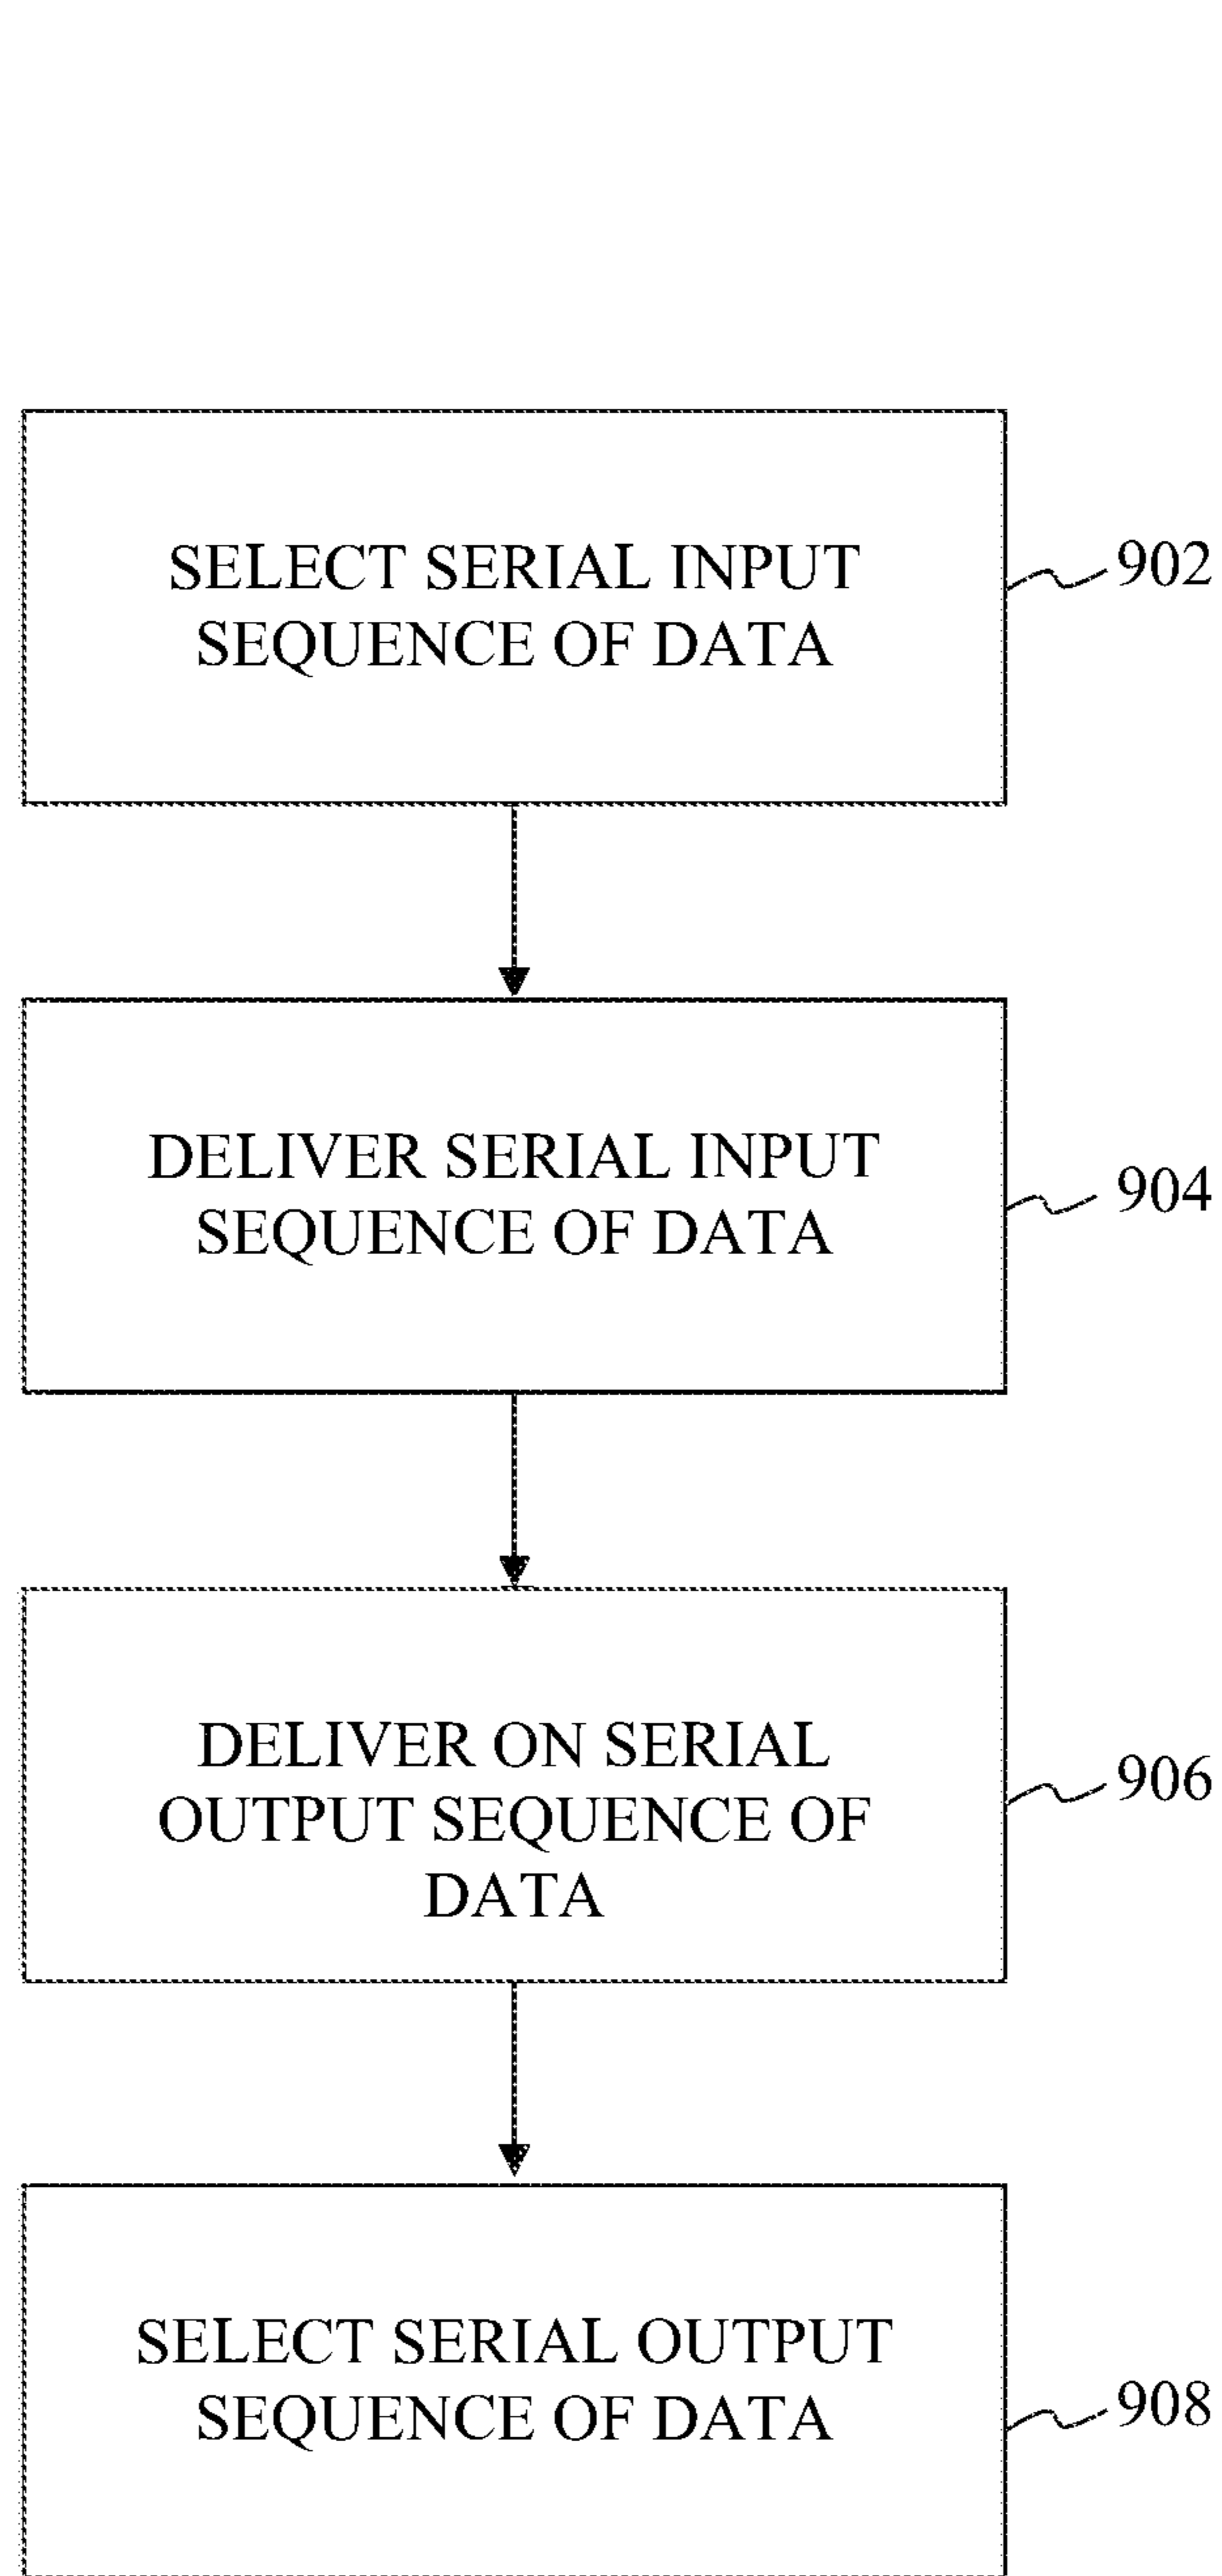 SELECT SERIAL INPUT
SEQUENCE OF DATA
902
DELIVER SERIAL INPUT
SEQUENCE OF DATA
904
DELIVER ON SERIAL
OUTPUT SEQUENCE OF
DATA
906
SELECT SERIAL OUTPUT
SEQUENCE OF DATA
908